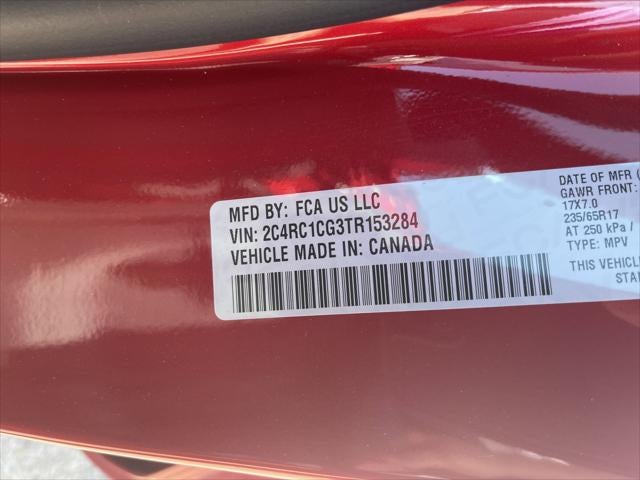 MFD BY: FCA US LLC
VIN: 2C4RC1CG3TR153284
VEHICLE MADE IN: CANADA
DATE OF MFR (
GAWR FRONT:
17X7.0
235/65R17
AT 250 kPa /
TYPE: MPV
THIS VEHICLE
STAN